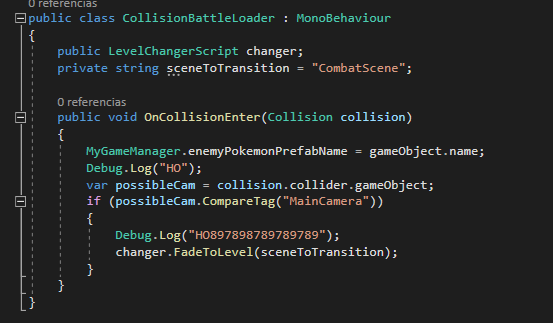 0 referencias
public class CollisionBattleLoader : MonoBehaviour
{
public LevelChangerScript changer;
private string sceneToTransition = "CombatScene";
0 referencias
public void OnCollisionEnter(Collision collision)
{
MyGameManager.enemyPokemonPrefabName = gameObject.name;
Debug.Log("HO");
var possibleCam = collision.collider.gameObject;
if (possibleCam.CompareTag("MainCamera"))
{
Debug.Log("HO897898789789789");
changer.FadeToLevel(sceneToTransition);
}
}
}